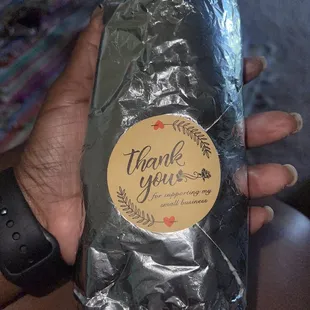 thank
you
for supporting my
small business